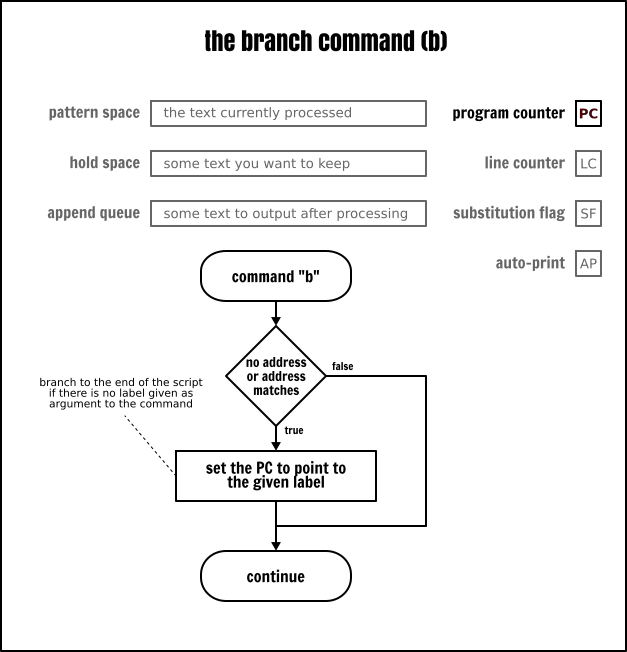 the branch command (b)
pattern space
the text currently processed
program counter
PC
hold space
some text you want to keep
line counter
LC
append queue
some text to output after processing
substitution flag
SF
auto-print
AP
command "b"
no address
or address
matches
false
true
branch to the end of the script
if there is no label given as
argument to the command
set the PC to point to
the given label
continue